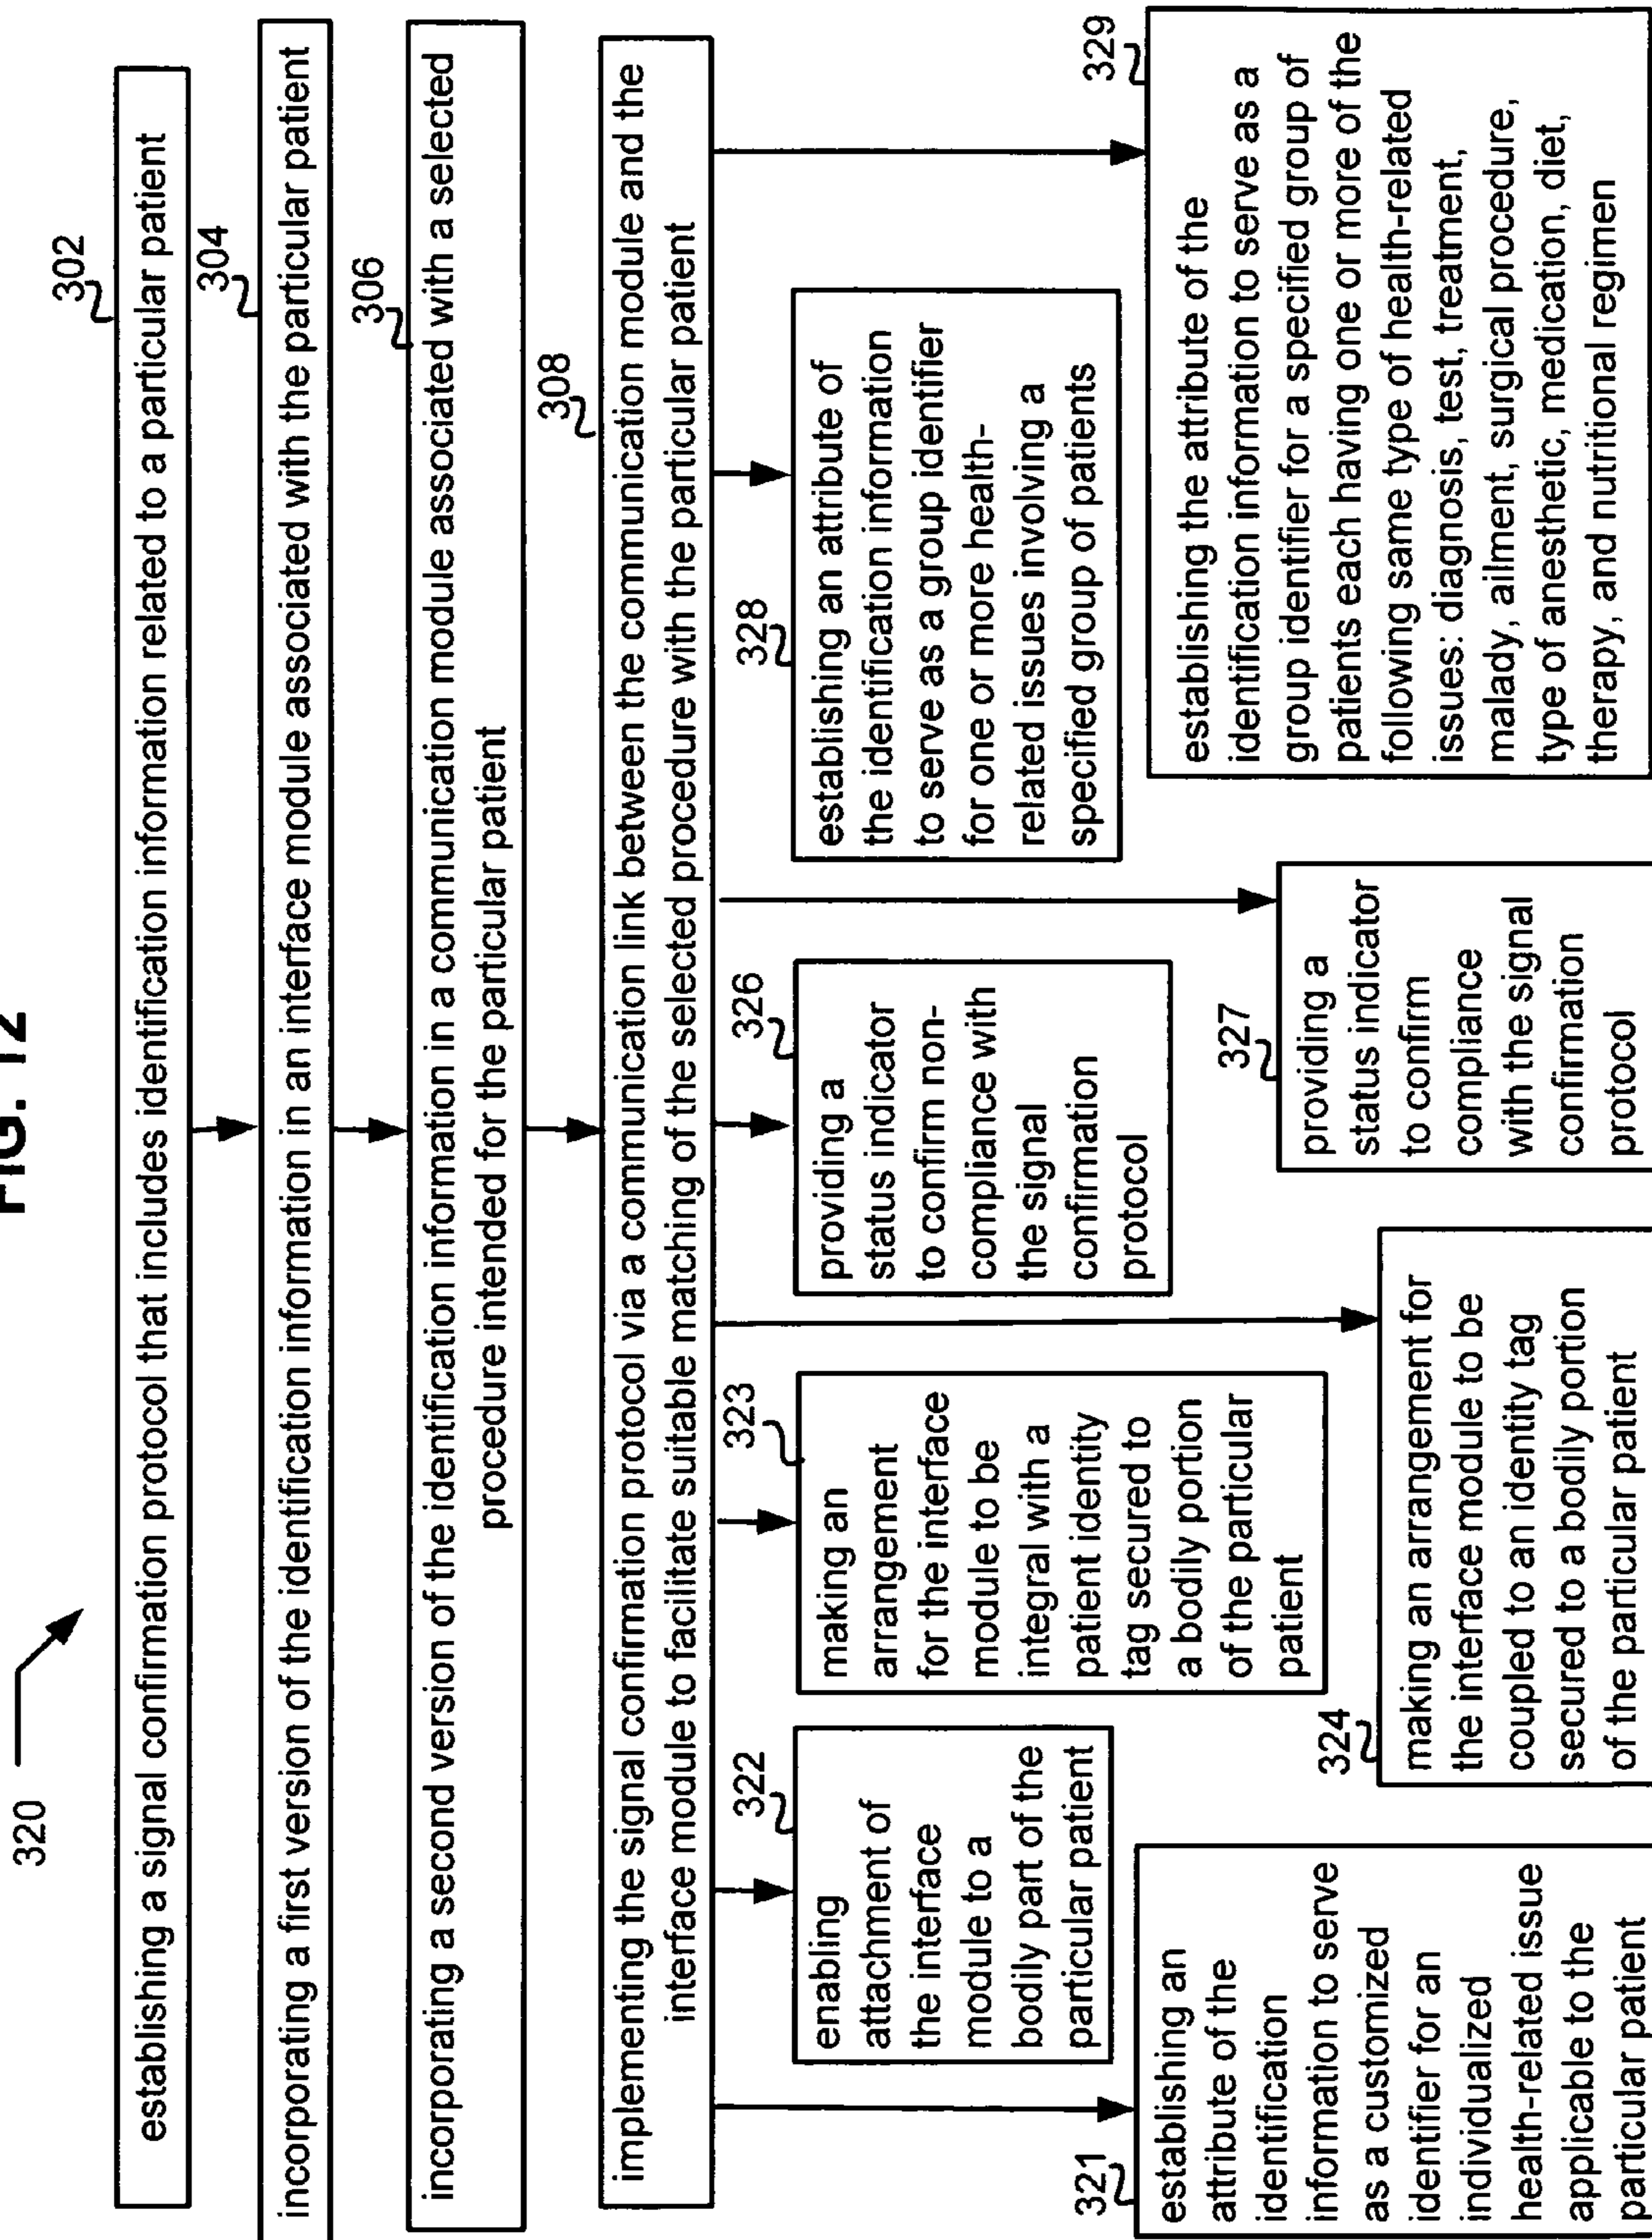 FIG. 12
320
302
establishing a signal confirmation protocol that includes identification information related to a particular patient
304
incorporating a first version of the identification information in an interface module associated with the particular patient
306
incorporating a second version of the identification information in a communication module associated with a selected
procedure intended for the particular patient
308
implementing the signal confirmation protocol via a communication link between the communication module and the
interface module to facilitate suitable matching of the selected procedure with the particular patient
321
establishing an
attribute of the
identification
information to serve
as a customized
identifier for an
individualized
health-related issue
applicable to the
particular patient
322
enabling
attachment of
the interface
module to a
bodily part of the
particular patient
323
making an
arrangement
for the interface
module to be
integral with a
patient identity
tag secured to
a bodily portion
of the particular
patient
324
making an arrangement for
the interface module to be
coupled to an identity tag
secured to a bodily portion
of the particular patient
326
providing a
status indicator
to confirm non-
compliance with
the signal
confirmation
protocol
327
providing a
status indicator
to confirm
compliance
with the signal
confirmation
protocol
328
establishing an attribute of
the identification information
to serve as a group identifier
for one or more health-
related issues involving a
specified group of patients
329
establishing the attribute of the
identification information to serve as a
group identifier for a specified group of
patients each having one or more of the
following same type of health-related
issues: diagnosis, test, treatment,
malady, ailment, surgical procedure,
type of anesthetic, medication, diet,
therapy, and nutritional regimen